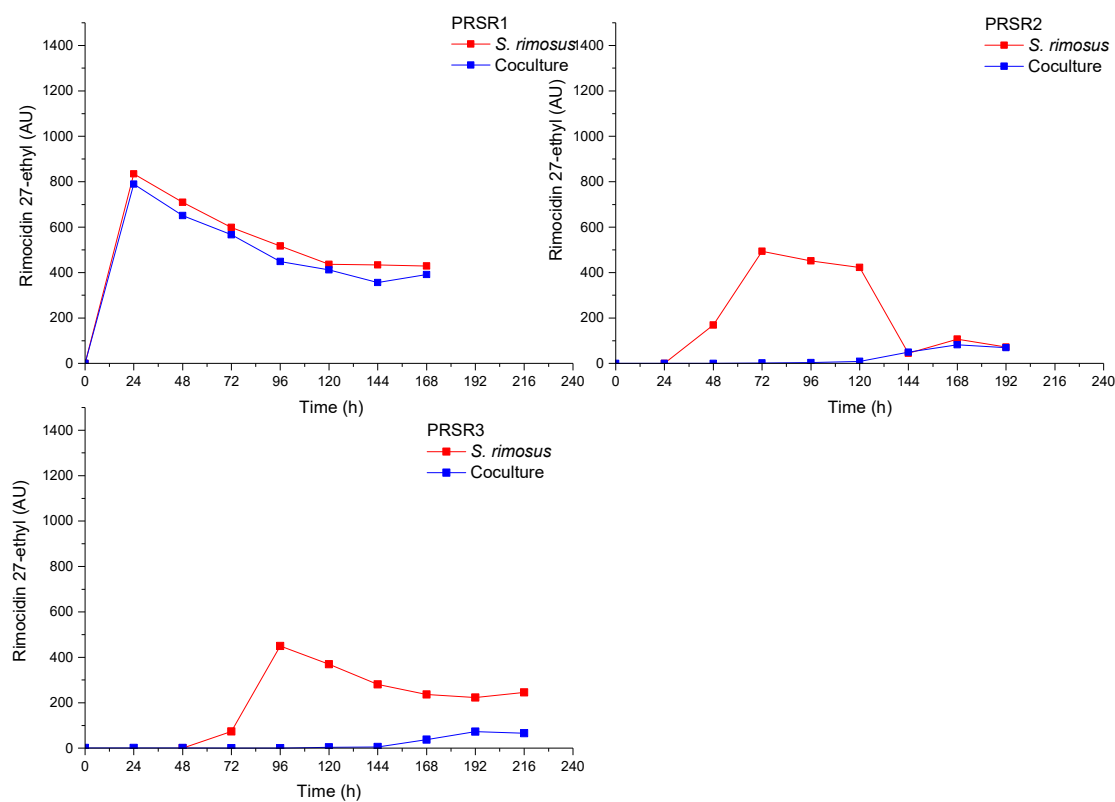 PRSR1
S. rimosus
Coculture
Rimocidin 27-ethyl (AU)
1400
1200
1000
800
600
400
200
0
0 24 48 72 96 120 144 168 192 216 240
Time (h)
PRSR2
S. rimosus
Coculture
Rimocidin 27-ethyl (AU)
1400
1200
1000
800
600
400
200
0
0 24 48 72 96 120 144 168 192 216 240
Time (h)
PRSR3
S. rimosus
Coculture
Rimocidin 27-ethyl (AU)
1400
1200
1000
800
600
400
200
0
0 24 48 72 96 120 144 168 192 216 240
Time (h)